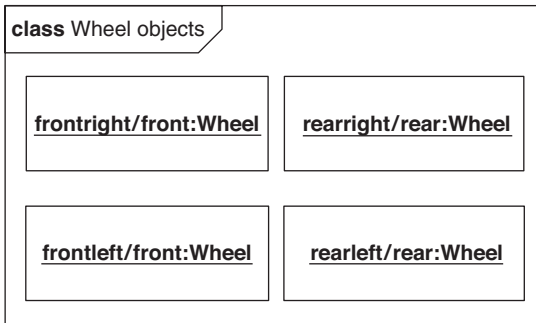 class Wheel objects
frontright/front:Wheel
rearright/rear:Wheel
frontleft/front:Wheel
rearleft/rear:Wheel